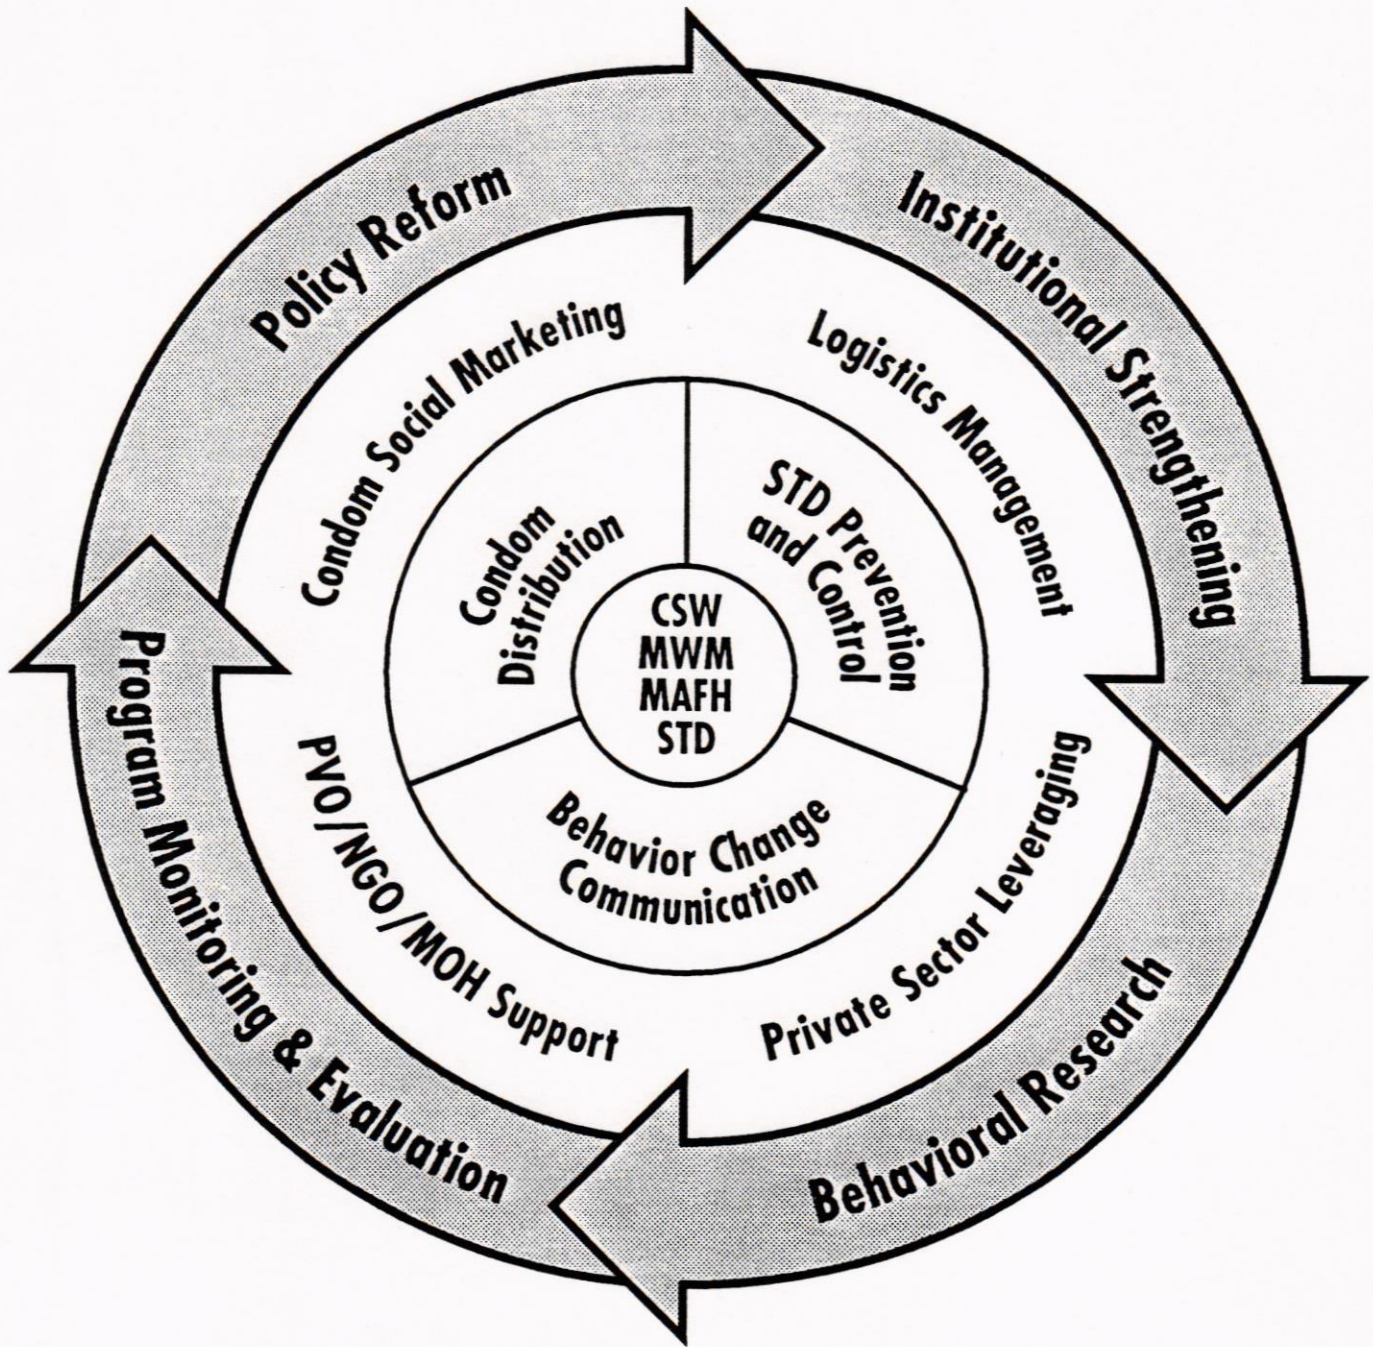 Policy Reform
Institutional Strengthening
Behavioral Research
Program Monitoring & Evaluation
Condom Social Marketing
Logistics Management
Private Sector Leveraging
PVO/NGO/MOH Support
Condom
Distribution
STD Prevention
and Control
Behavior Change
Communication
CSW
MWM
MAFH
STD